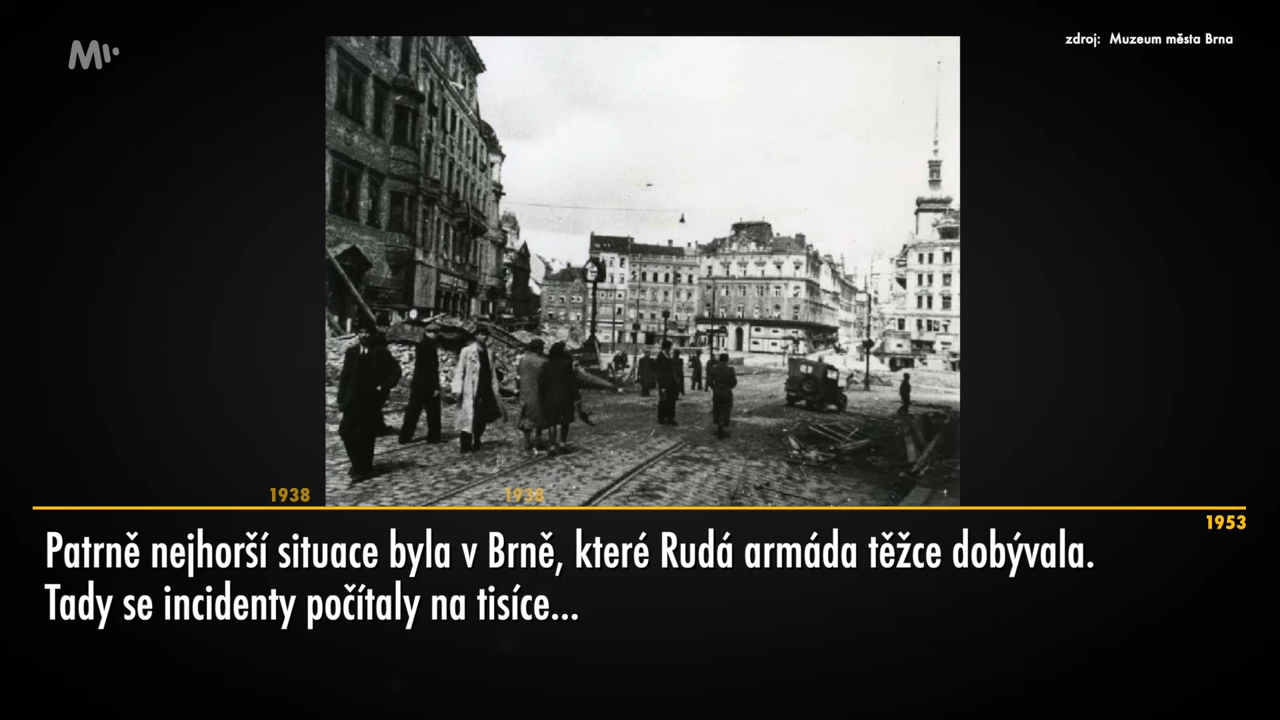 M
zdroj: Muzeum města Brna
1938
1938
1953
Patrně nejhorší situace byla v Brně, které Rudá armáda těžce dobývala.
Tady se incidenty počítaly na tisíce...